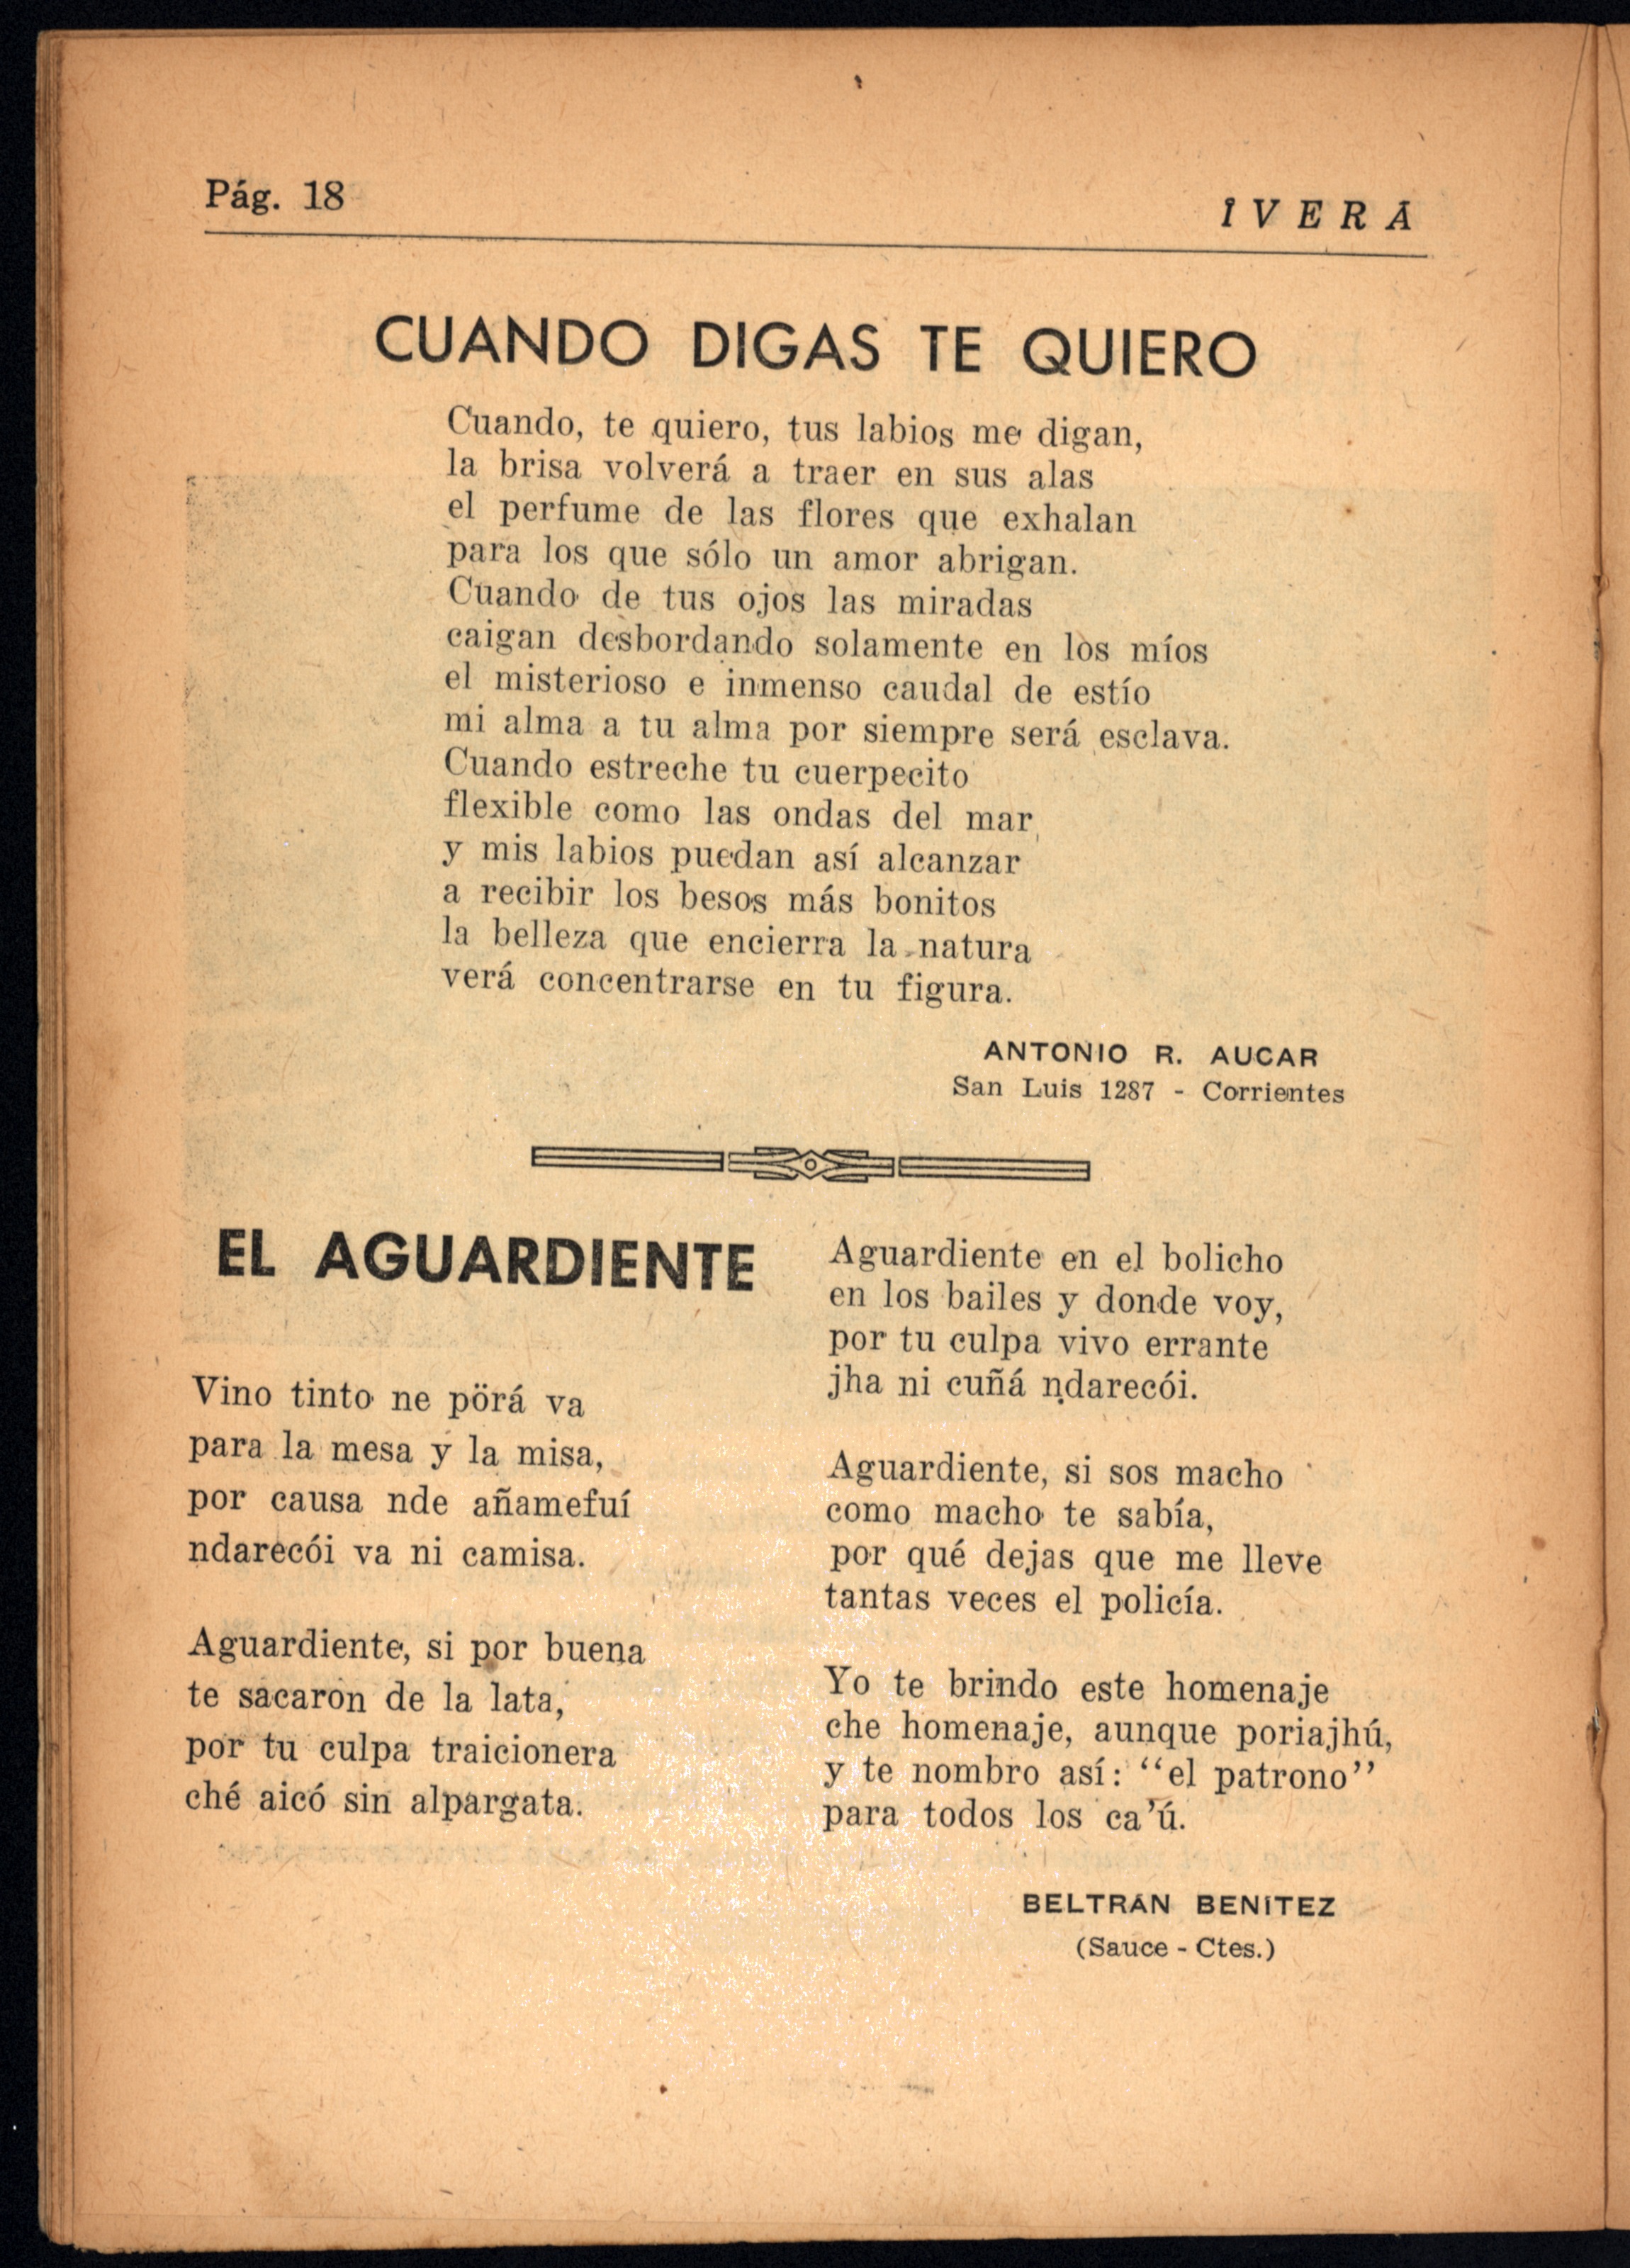 Pág. 18
ÎVERÁ
CUANDO DIGAS TE QUIERO
Cuando, te quiero, tus labios me digan,
la brisa volverá a traer en sus alas
el perfume de las flores que exhalan
para los que sólo un amor abrigan.
Cuando de tus ojos las miradas
caigan desbordando solamente en los míos
el misterioso e inmenso caudal de estío
mi alma a tu alma por siempre será esclava.
Cuando estreche tu cuerpecito
flexible como las ondas del mar
y mis labios puedan así alcanzar
a recibir los besos más bonitos
la belleza que encierra la natura
verá concentrarse en tu figura.
ANTONIO R. AUCAR
San Luis 1287 - Corrientes
EL AGUARDIENTE
Vino tinto ne pörá va
para la mesa y la misa,
por causa nde añamefuí
ndarecói va ni camisa.
Aguardiente, si por buena
te sacaron de la lata,
por tu culpa traicionera
ché aicó sin alpargata.
Aguardiente en el bolicho
en los bailes y donde voy,
por tu culpa vivo errante
jha ni cuñá ndarecói.
Aguardiente, si sos macho
como macho te sabía,
por qué dejas que me lleve
tantas veces el policía.
Yo te brindo este homenaje
che homenaje, aunque poriajhú,
y te nombro así: "el patrono"
para todos los ca'ú.
BELTRÁN BENÍTEZ
(Sauce - Ctes.)